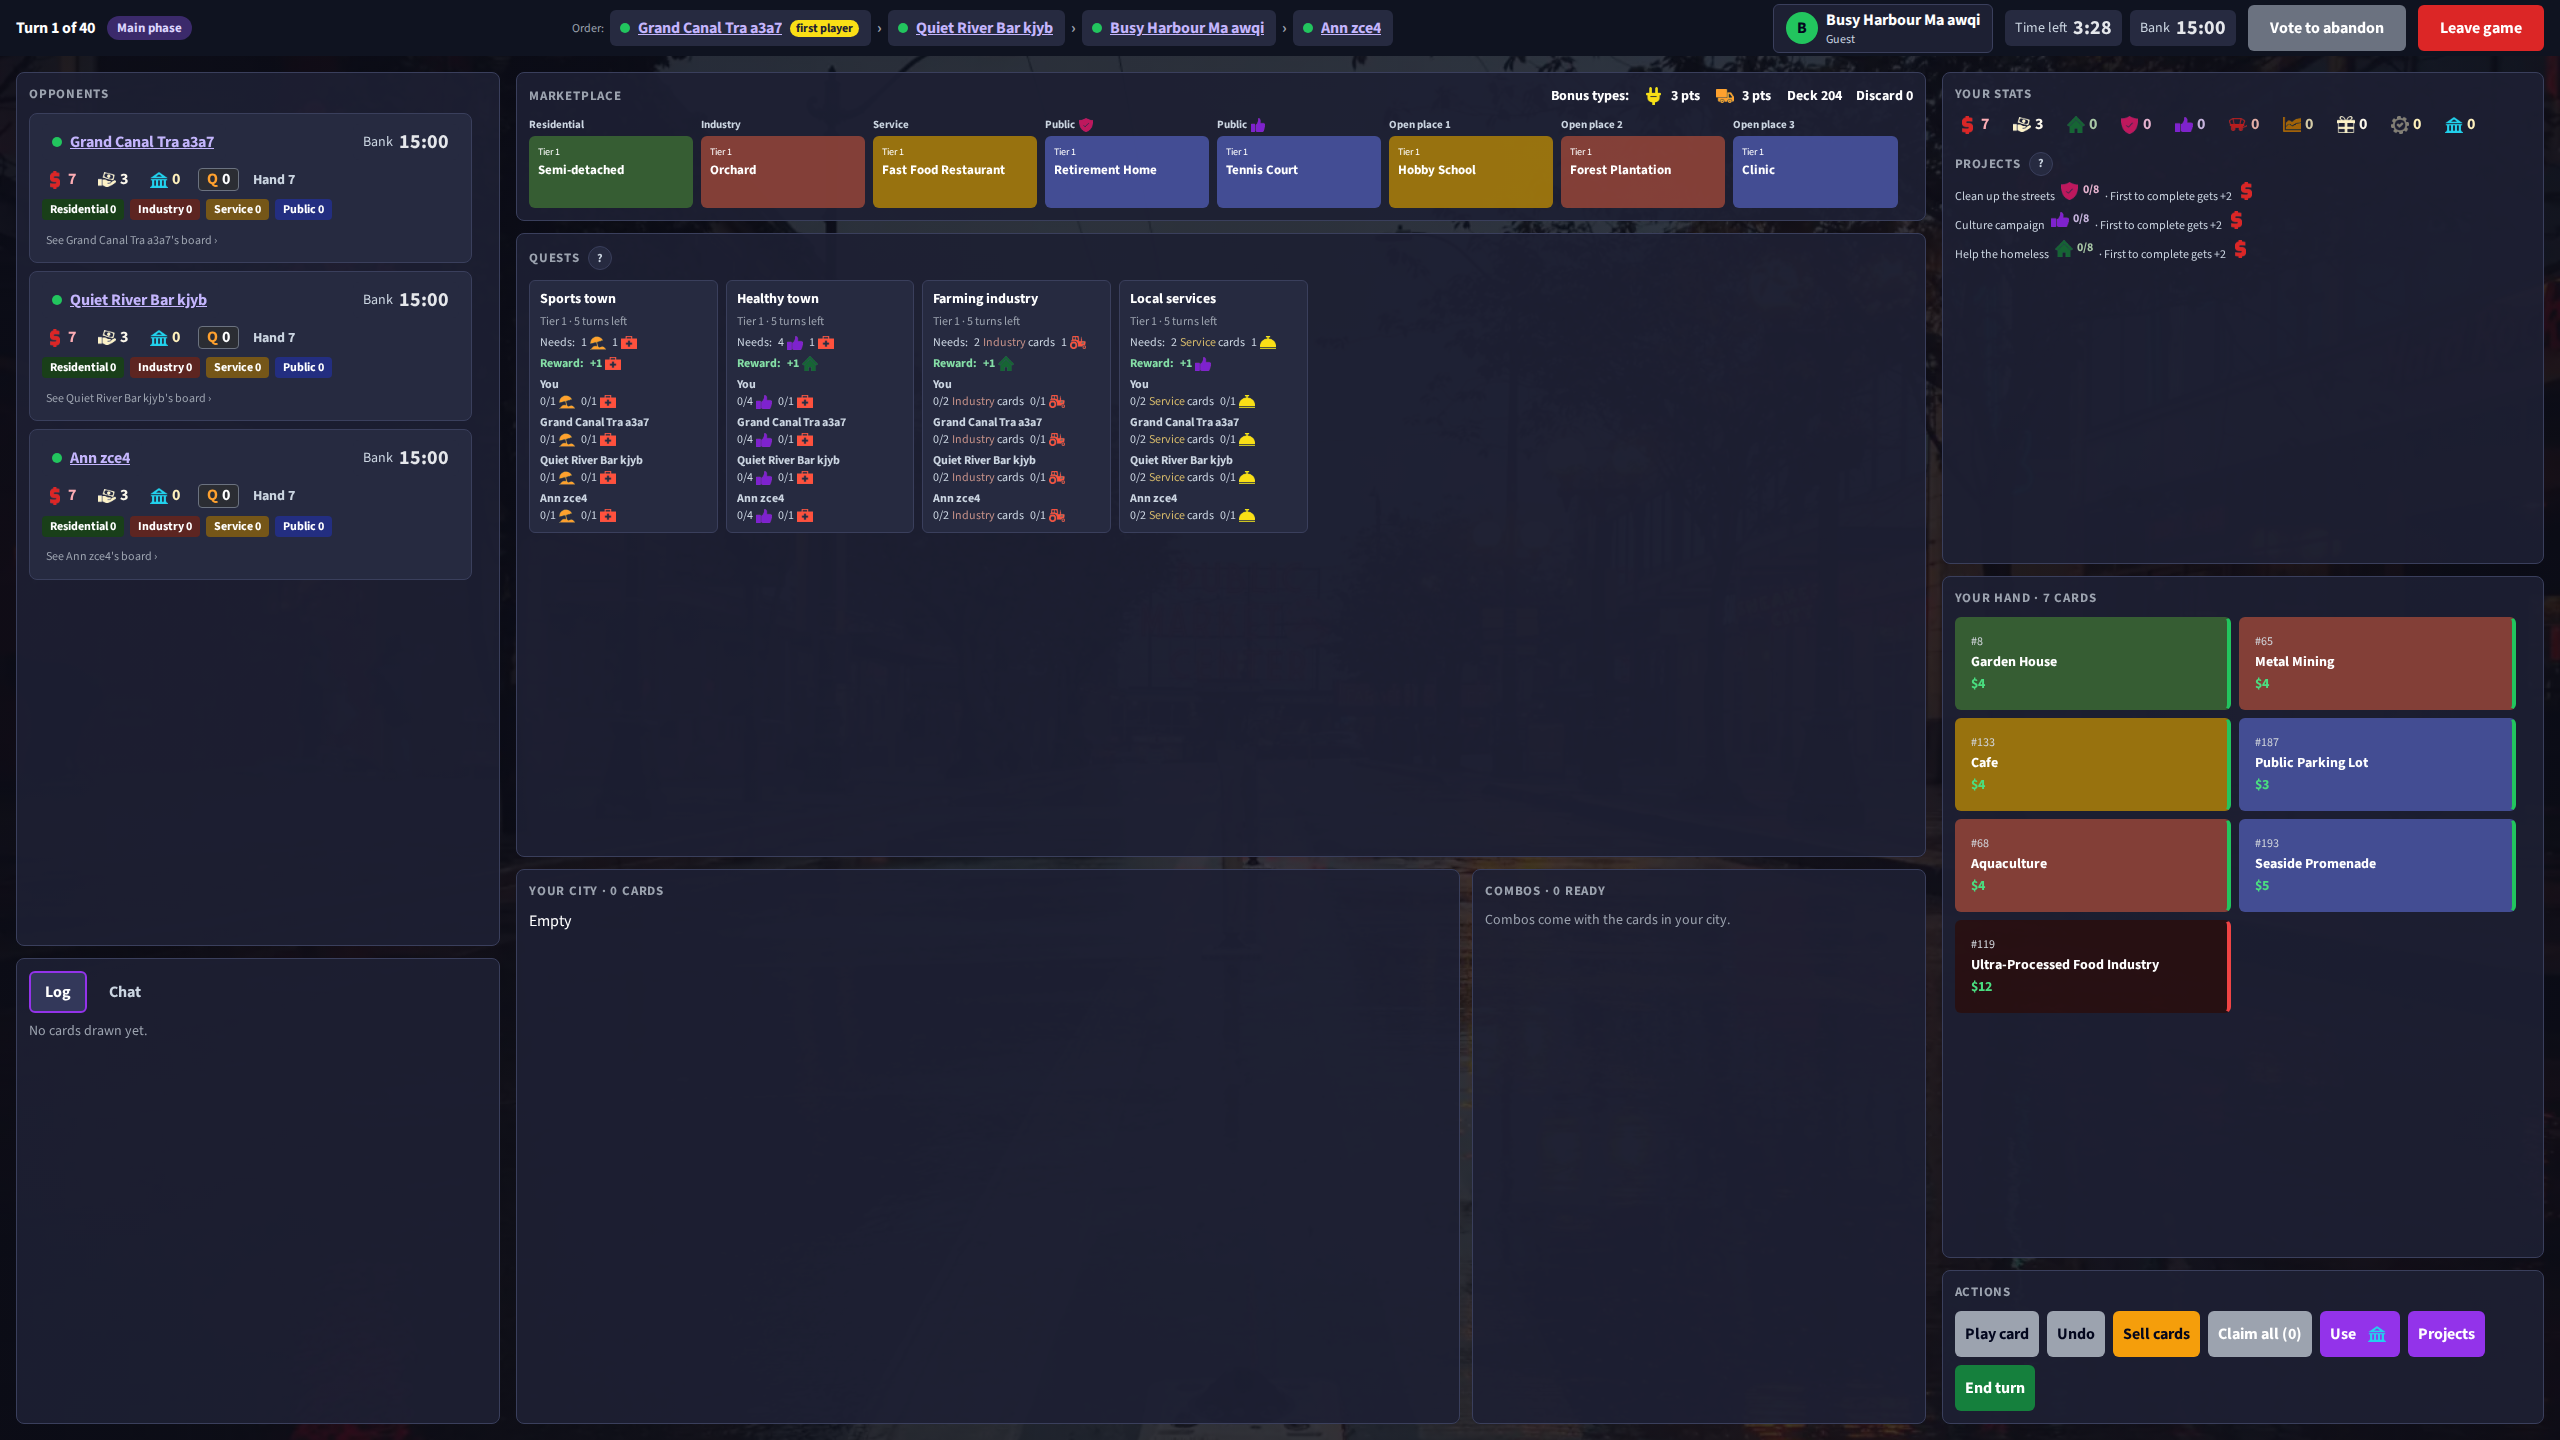 Turn 1 of 40 Main phase
Order: Grand Canal Tra a3a7 first player › Quiet River Bar kjyb › Busy Harbour Ma awqi › Ann zce4
B Busy Harbour Ma awqi
Guest
Time left 3:28 Bank 15:00 Vote to abandon Leave game
OPPONENTS
Grand Canal Tra a3a7 Bank 15:00
7 3 0 Q 0 Hand 7
Residential 0 Industry 0 Service 0 Public 0
See Grand Canal Tra a3a7's board ›
Quiet River Bar kjyb Bank 15:00
7 3 0 Q 0 Hand 7
Residential 0 Industry 0 Service 0 Public 0
See Quiet River Bar kjyb's board ›
Ann zce4 Bank 15:00
7 3 0 Q 0 Hand 7
Residential 0 Industry 0 Service 0 Public 0
See Ann zce4's board ›
Log Chat
No cards drawn yet.
MARKETPLACE
Bonus types: 3 pts 3 pts Deck 204 Discard 0
Residential Industry Service Public Public Open place 1 Open place 2 Open place 3
Tier 1 Tier 1 Tier 1 Tier 1 Tier 1 Tier 1 Tier 1 Tier 1
Semi-detached Orchard Fast Food Restaurant Retirement Home Tennis Court Hobby School Forest Plantation Clinic
QUESTS ?
Sports town
Tier 1 · 5 turns left
Needs: 1 1
Reward: +1
You
0/1 0/1
Grand Canal Tra a3a7
0/1 0/1
Quiet River Bar kjyb
0/1 0/1
Ann zce4
0/1 0/1
Healthy town
Tier 1 · 5 turns left
Needs: 4 1
Reward: +1
You
0/4 0/1
Grand Canal Tra a3a7
0/4 0/1
Quiet River Bar kjyb
0/4 0/1
Ann zce4
0/4 0/1
Farming industry
Tier 1 · 5 turns left
Needs: 2 Industry cards 1
Reward: +1
You
0/2 Industry cards 0/1
Grand Canal Tra a3a7
0/2 Industry cards 0/1
Quiet River Bar kjyb
0/2 Industry cards 0/1
Ann zce4
0/2 Industry cards 0/1
Local services
Tier 1 · 5 turns left
Needs: 2 Service cards 1
Reward: +1
You
0/2 Service cards 0/1
Grand Canal Tra a3a7
0/2 Service cards 0/1
Quiet River Bar kjyb
0/2 Service cards 0/1
Ann zce4
0/2 Service cards 0/1
YOUR CITY · 0 CARDS
Empty
COMBOS · 0 READY
Combos come with the cards in your city.
YOUR STATS
7 3 0 0 0 0 0 0 0 0
PROJECTS ?
Clean up the streets 0/8 · First to complete gets +2
Culture campaign 0/8 · First to complete gets +2
Help the homeless 0/8 · First to complete gets +2
YOUR HAND · 7 CARDS
#8
Garden House
$4
#65
Metal Mining
$4
#133
Cafe
$4
#187
Public Parking Lot
$3
#68
Aquaculture
$4
#193
Seaside Promenade
$5
#119
Ultra-Processed Food Industry
$12
ACTIONS
Play card Undo Sell cards Claim all (0) Use Projects
End turn